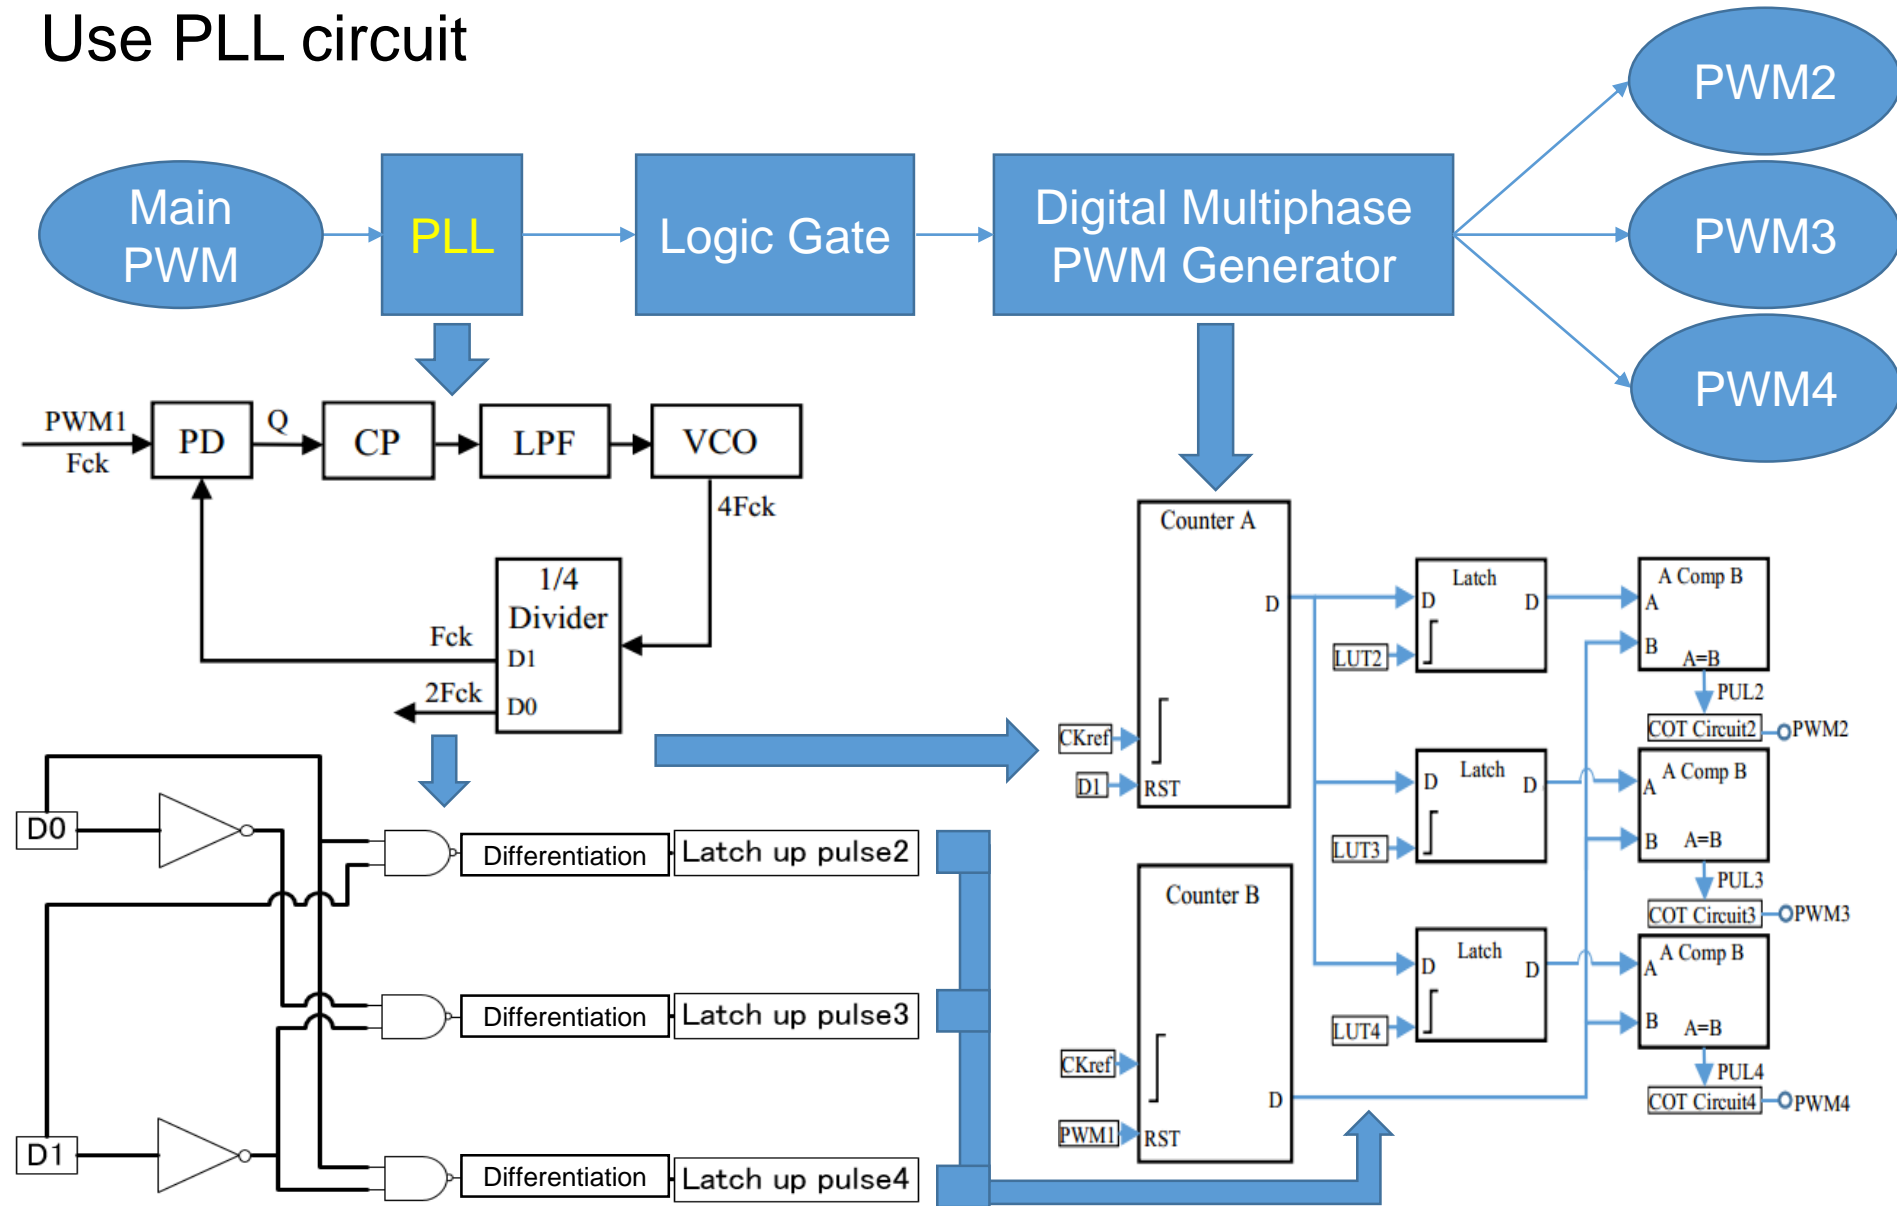 Use PLL circuit
Main
PWM
PLL
Logic Gate
Digital Multiphase
PWM Generator
PWM2
PWM3
PWM4
PWM1
Fck
PD
Q
CP
LPF
VCO
4Fck
1/4
Divider
Fck
D1
2Fck
D0
D0
D1
Differentiation
Latch up pulse2
Differentiation
Latch up pulse3
Differentiation
Latch up pulse4
Counter A
D
CKref
D1
RST
Counter B
CKref
D
PWM1
RST
Latch
D
D
LUT2
Latch
D
D
LUT3
Latch
D
D
LUT4
A Comp B
A
B
A=B
PUL2
COT Circuit2
PWM2
A Comp B
A
B
A=B
PUL3
COT Circuit3
PWM3
A Comp B
A
B
A=B
PUL4
COT Circuit4
PWM4